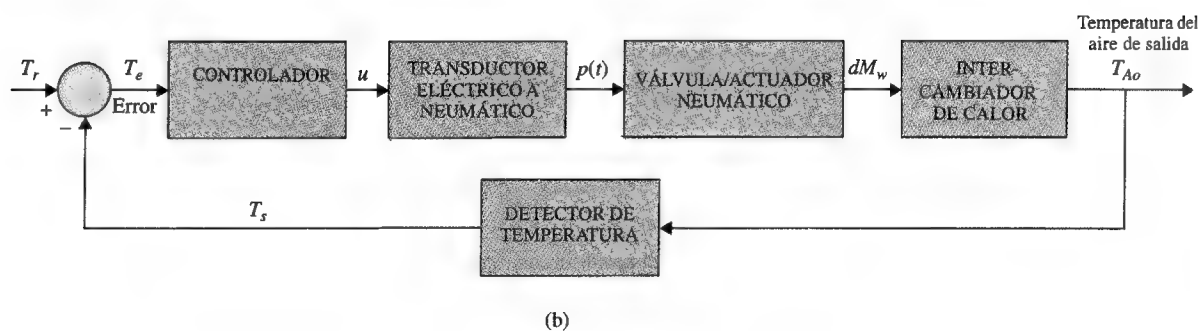 Temperatura del
aire de salida
T_r
+
−
T_e
Error
CONTROLADOR
u
TRANSDUCTOR
ELÉCTRICO A
NEUMÁTICO
p(t)
VÁLVULA/ACTUADOR
NEUMÁTICO
dM_w
INTER-
CAMBIADOR
DE CALOR
T_Ao
T_s
DETECTOR DE
TEMPERATURA
(b)